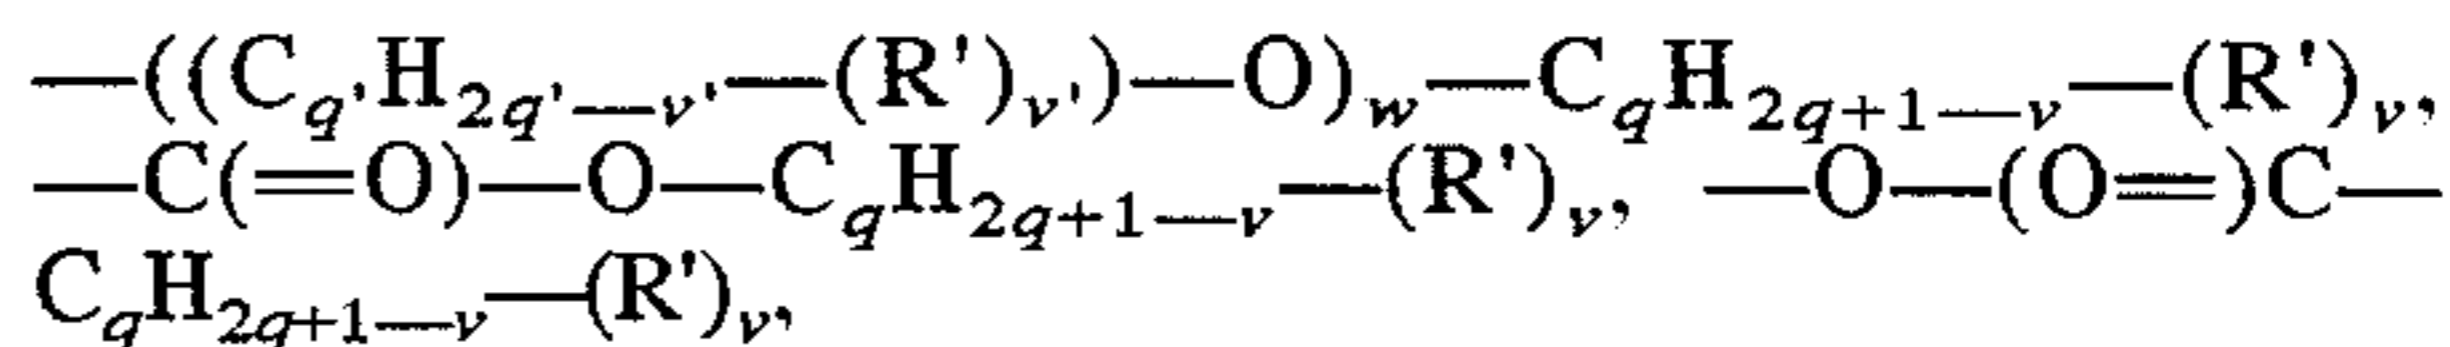 —((C_{q'}H_{2q'—v'}—(R')_{v'})—O)_w—C_qH_{2q+1—v}—(R')_v,
—C(=O)—O—C_qH_{2q+1—v}—(R')_v, —O—(O=)C—
C_qH_{2q+1—v}—(R')_v,